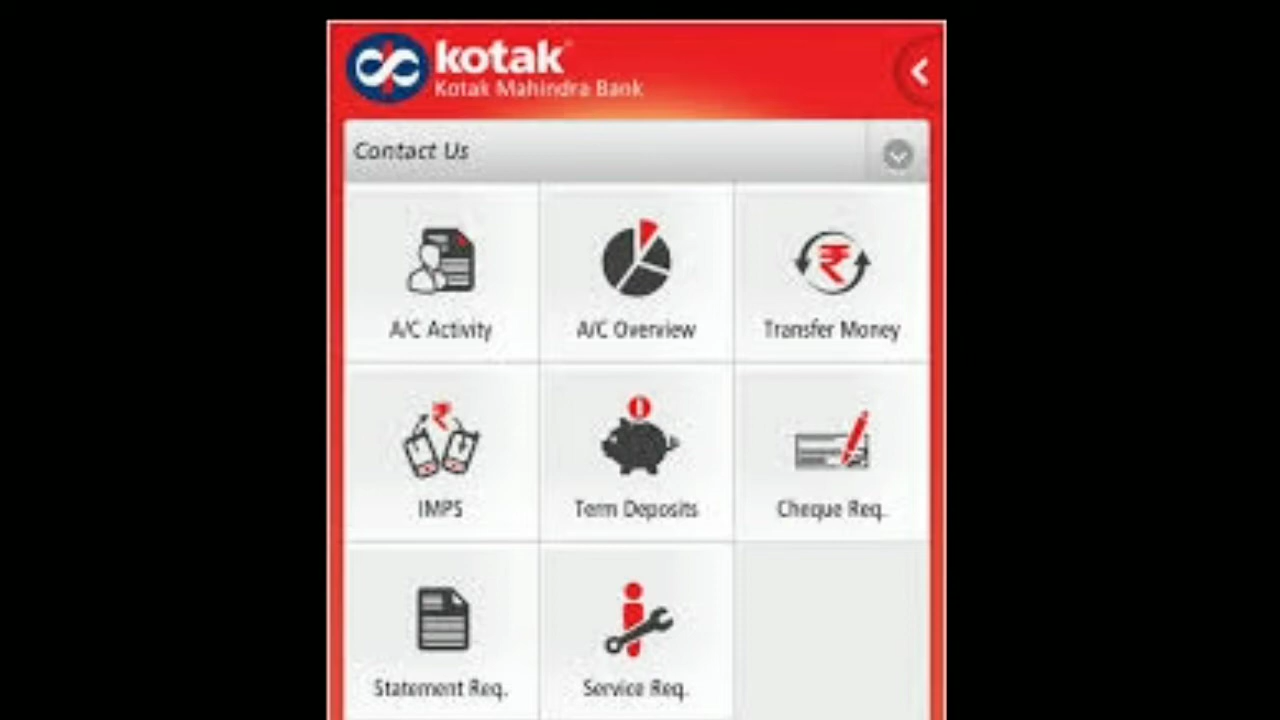 kotak
Kotak Mahindra Bank
Contact Us
A/C Activity
A/C Overview
Transfer Money
IMPS
Term Deposits
Cheque Req.
Statement Req.
Service Req.